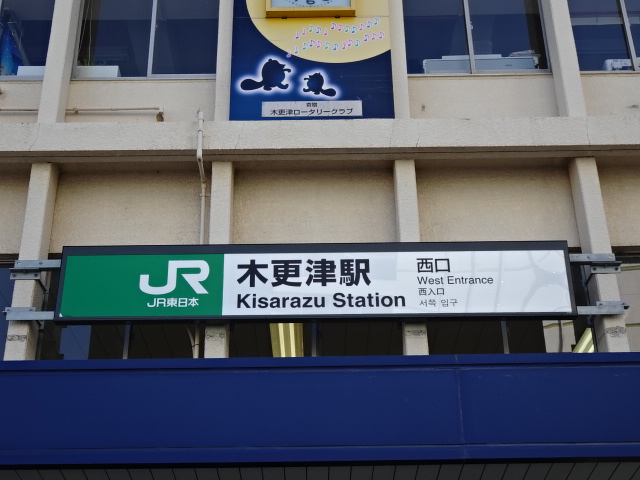 寄贈
木更津ロータリークラブ
JR
JR東日本
木更津駅
Kisarazu Station
西口
West Entrance
西入口
서쪽 입구